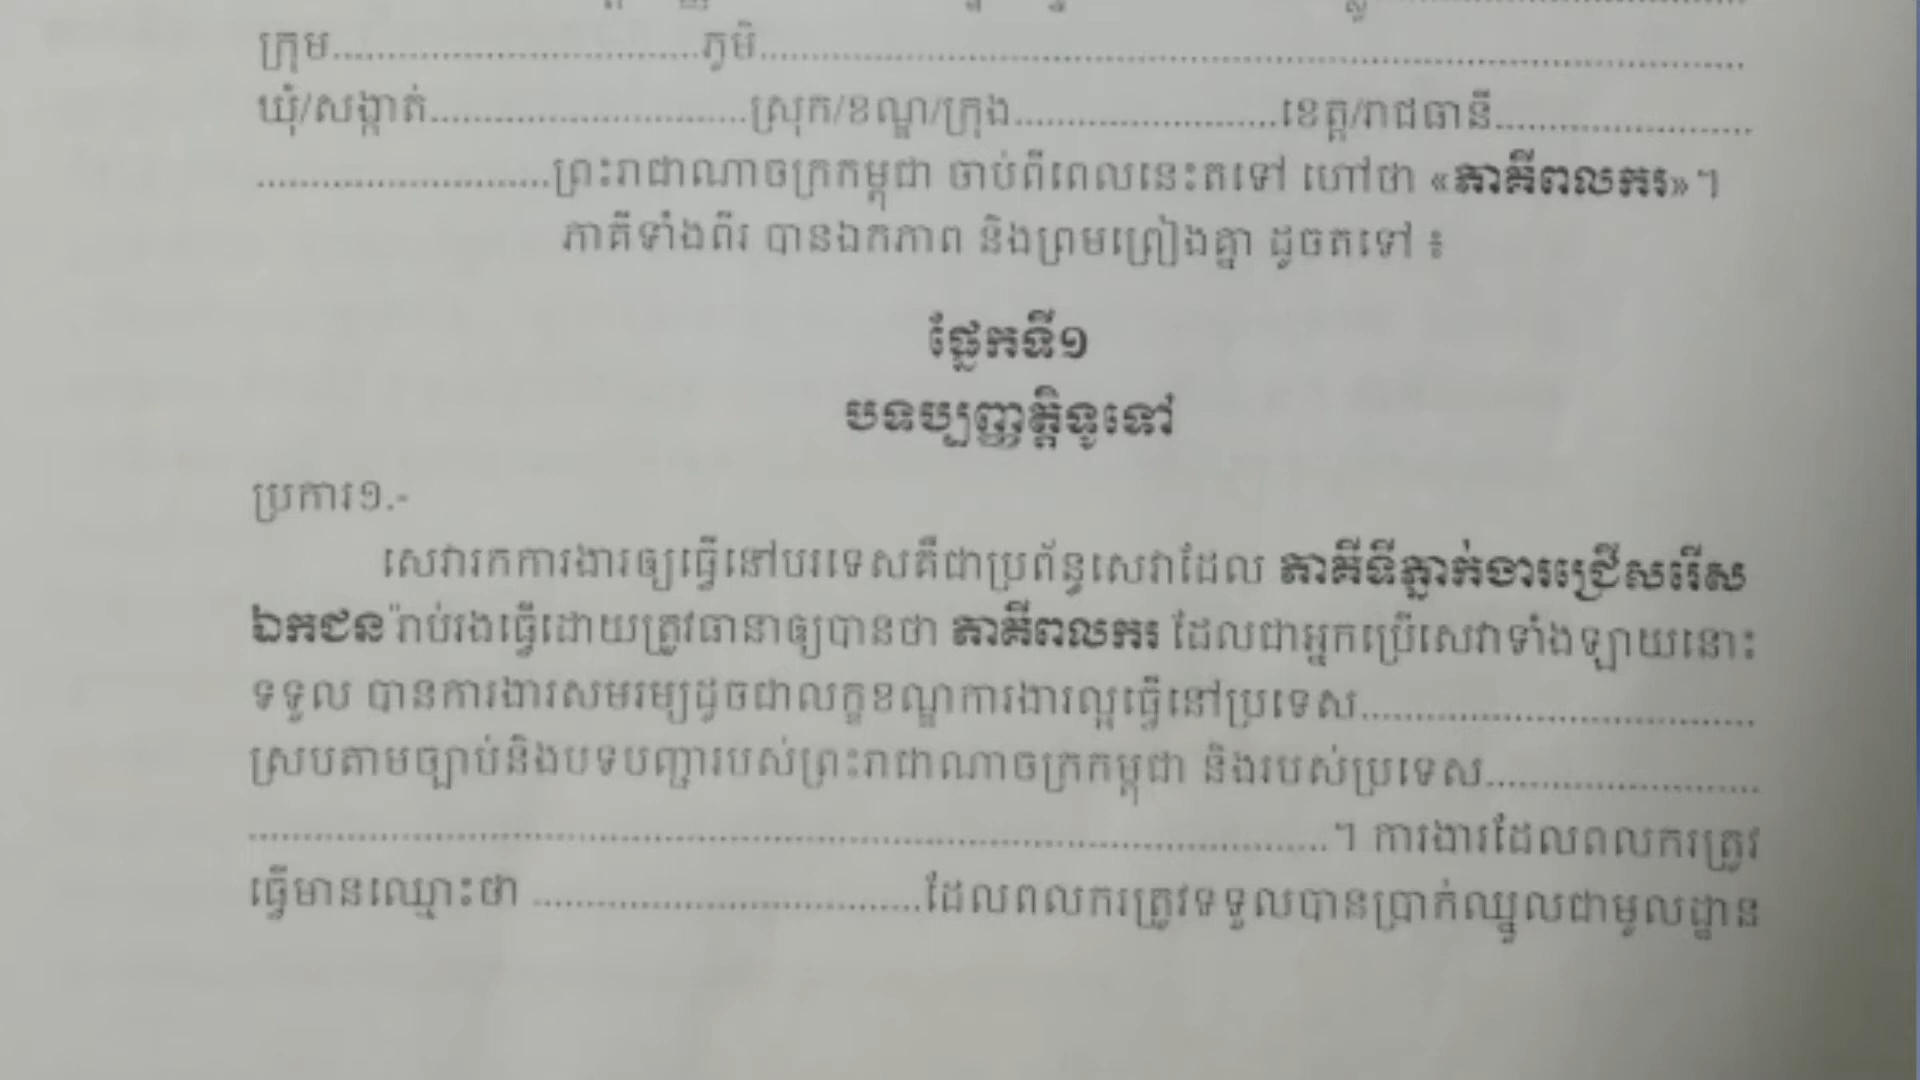 ក្រុម................................ភូមិ................................................................................
ឃុំ/សង្កាត់..............................ស្រុក/ខណ្ឌ/ក្រុង.........................ខេត្ត/រាជធានី.........................
............................ព្រះរាជាណាចក្រកម្ពុជា ចាប់ពីពេលនេះតទៅ ហៅថា «ភាគីពលករ»។
ភាគីទាំងពីរ បានឯកភាព និងព្រមព្រៀងគ្នា ដូចតទៅ ៖
ផ្នែកទី១
បទប្បញ្ញត្តិទូទៅ
ប្រការ១.-
សេវារកការងារឲ្យធ្វើនៅបរទេសគឺជាប្រព័ន្ធសេវាដែល ភាគីទីភ្នាក់ងារជ្រើសរើស
ឯកជន រ៉ាប់រងធ្វើដោយត្រូវធានាឲ្យបានថា ភាគីពលករ ដែលជាអ្នកប្រើសេវាទាំងឡាយនោះ
ទទួល បានការងារសមរម្យដូចជាលក្ខខណ្ឌការងារល្អធ្វើនៅប្រទេស......................................
ស្របតាមច្បាប់និងបទបញ្ជារបស់ព្រះរាជាណាចក្រកម្ពុជា និងរបស់ប្រទេស...........................
........................................................................................................។ ការងារដែលពលករត្រូវ
ធ្វើមានឈ្មោះថា .....................................ដែលពលករត្រូវទទួលបានប្រាក់ឈ្នួលជាមូលដ្ឋាន